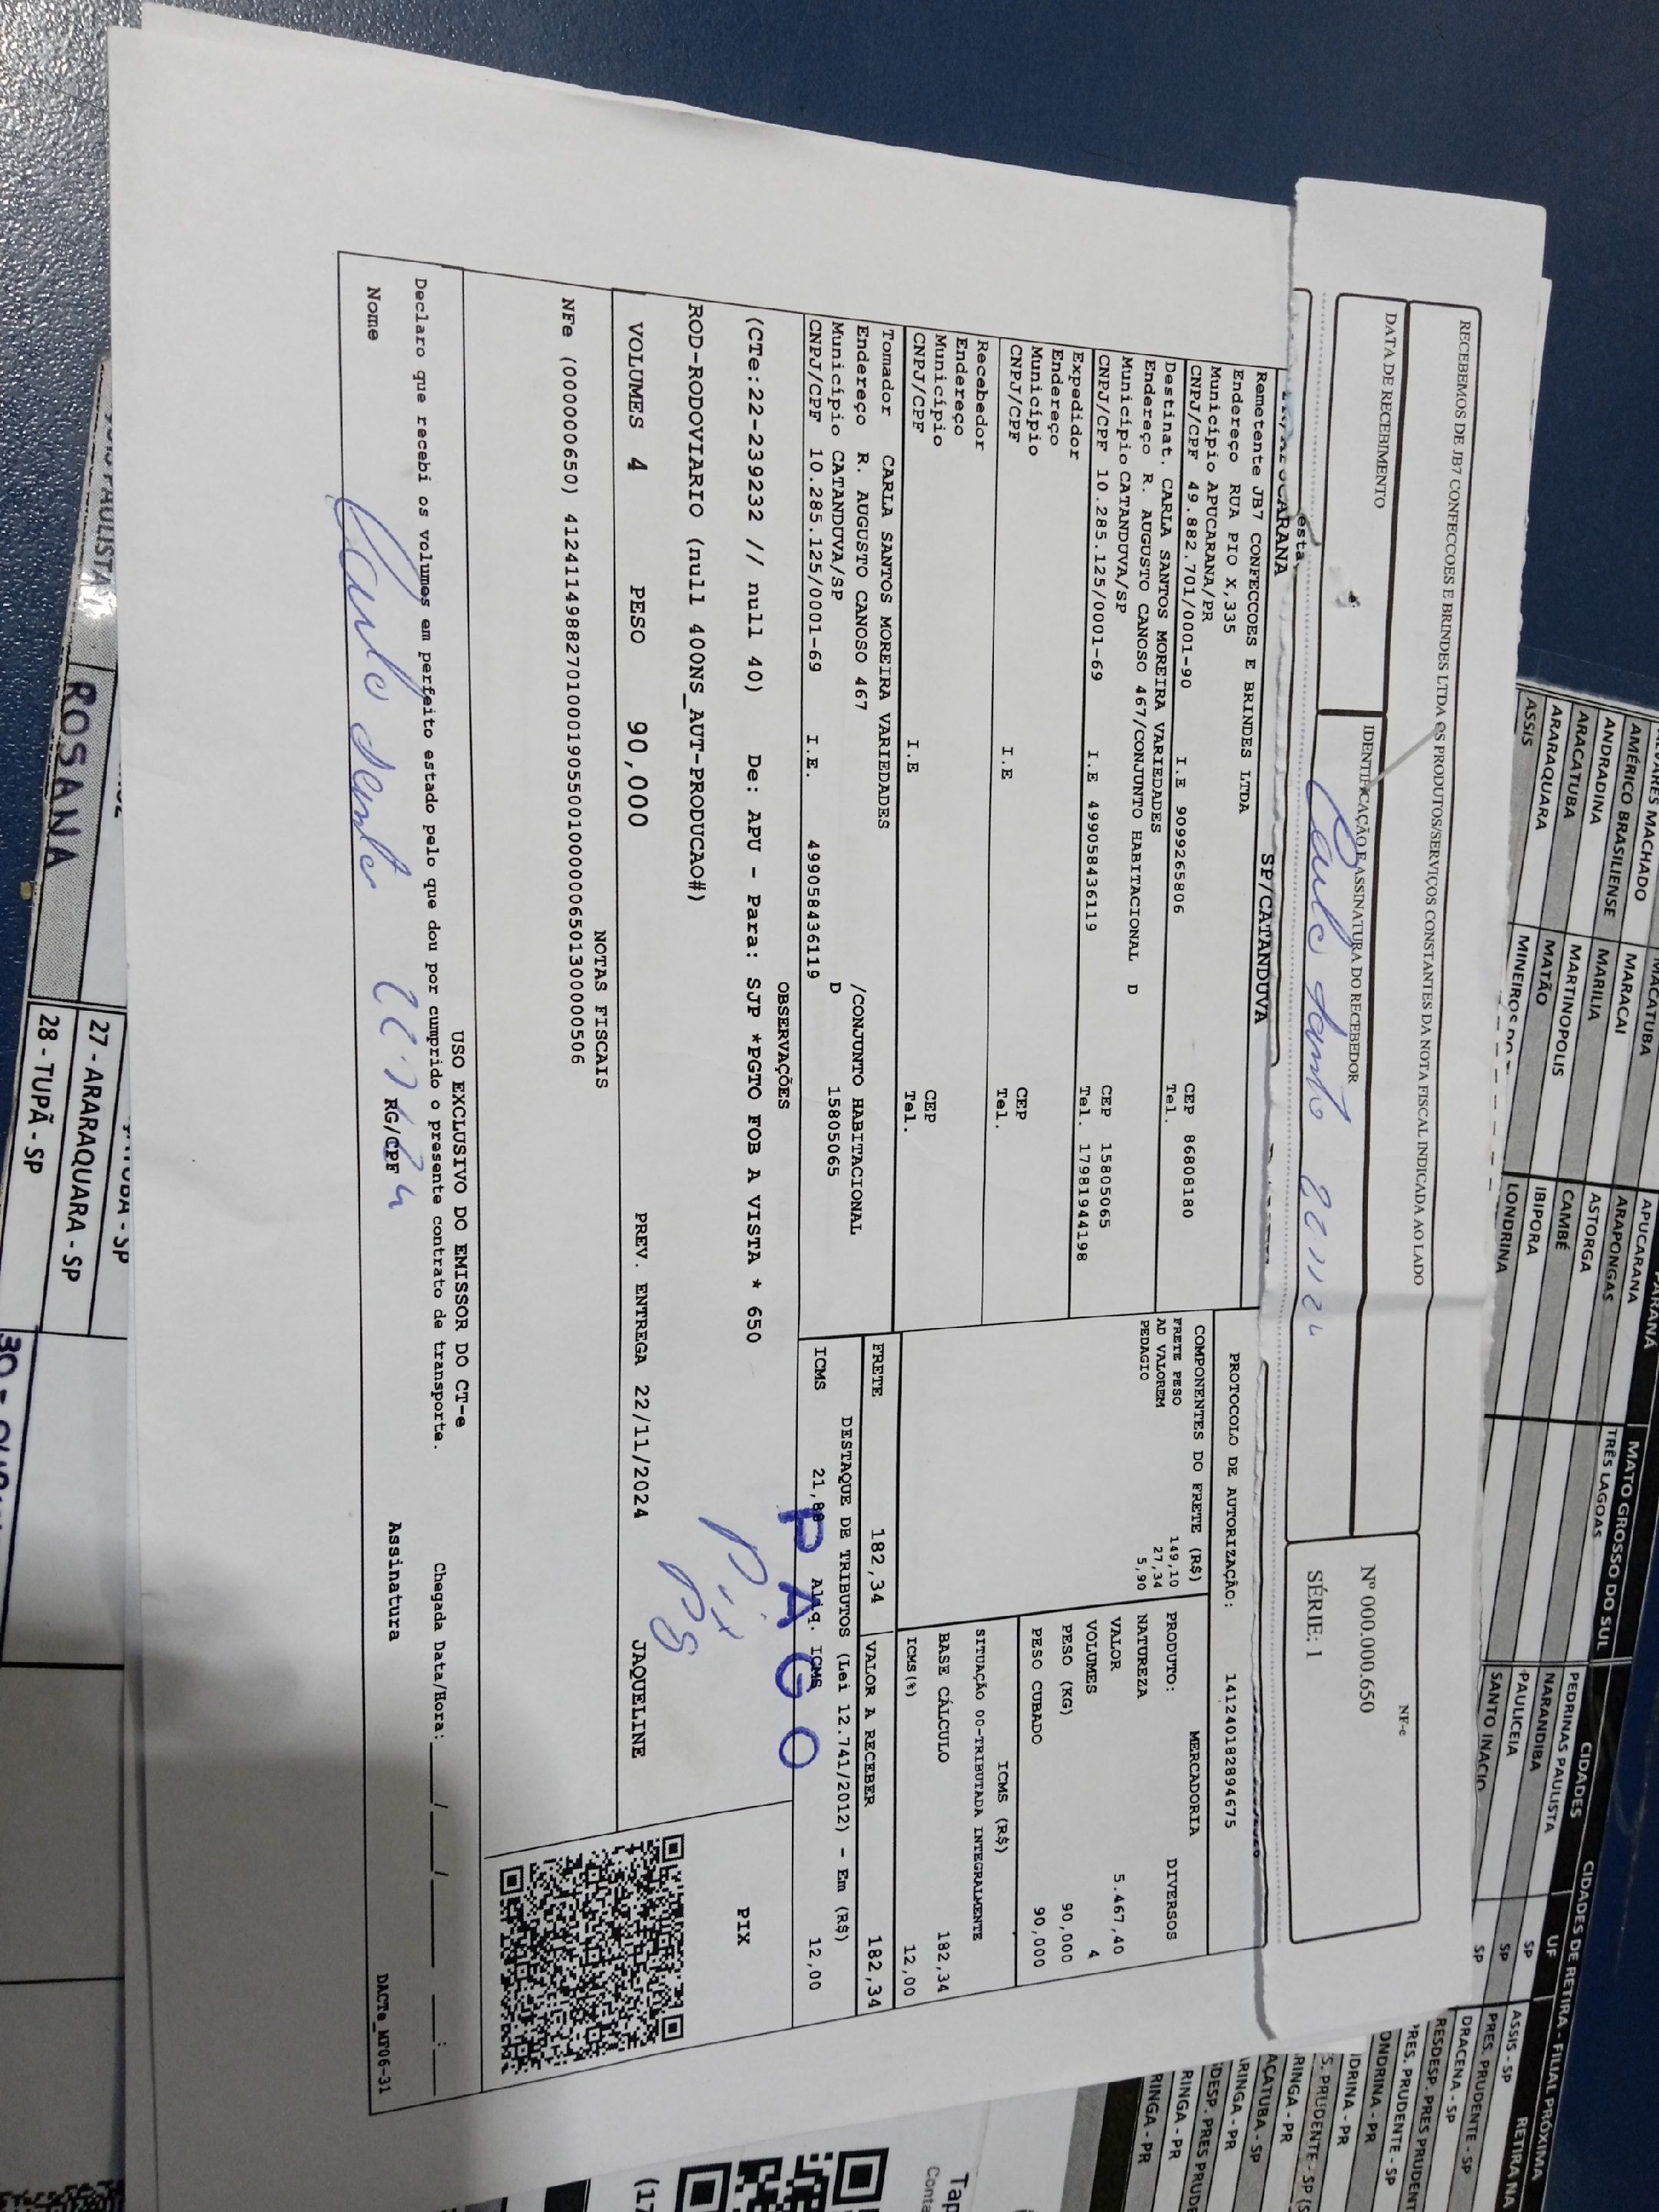 RECEBEMOS DE JB7 CONFECCOES E BRINDES LTDA OS PRODUTOS/SERVIÇOS CONSTANTES DA NOTA FISCAL INDICADA AO LADO
DATA DE RECEBIMENTO
IDENTIFICAÇÃO E ASSINATURA DO RECEBEDOR
NF-e
Nº 000.000.650
SÉRIE: 1
SP/CATANDUVA
PROTOCOLO DE AUTORIZAÇÃO: 141240182894675
Remetente JB7 CONFECCOES E BRINDES LTDA
Endereço RUA PIO X,335
Município APUCARANA/PR CEP 86808180
CNPJ/CPF 49.882.701/0001-90 I.E 9099265806 Tel.
Destinat. CARLA SANTOS MOREIRA VARIEDADES
Endereço R. AUGUSTO CANOSO 467/CONJUNTO HABITACIONAL D
Município CATANDUVA/SP CEP 15805065
CNPJ/CPF 10.285.125/0001-69 I.E 499058436119 Tel. 17981944198
Expedidor
Endereço
Município CEP
CNPJ/CPF I.E Tel.
Recebedor
Endereço
Município CEP
CNPJ/CPF I.E Tel.
Tomador CARLA SANTOS MOREIRA VARIEDADES
Endereço R. AUGUSTO CANOSO 467 /CONJUNTO HABITACIONAL D
Município CATANDUVA/SP 15805065
CNPJ/CPF 10.285.125/0001-69 I.E. 499058436119
COMPONENTES DO FRETE (R$)
FRETE PESO 149,10
AD VALOREM 27,34
PEDAGIO 5,90
MERCADORIA
PRODUTO: DIVERSOS
NATUREZA
VALOR 5.467,40
VOLUMES 4
PESO (KG) 90,000
PESO CUBADO 90,000
ICMS (R$)
SITUAÇÃO 00-TRIBUTADA INTEGRALMENTE
BASE CÁLCULO 182,34
ICMS(%) 12,00
FRETE 182,34 VALOR A RECEBER 182,34
DESTAQUE DE TRIBUTOS (Lei 12.741/2012) - Em (R$)
ICMS 21,88 Aliq. ICMS 12,00
PAGO
OBSERVAÇÕES
(CTe:22-239232 // null 40) De: APU - Para: SJP *PGTO FOB A VISTA * 650
PIX
ROD-RODOVIARIO (null 400NS_AUT-PRODUCAO#)
Pix
Pg
VOLUMES 4 PESO 90,000 PREV. ENTREGA 22/11/2024 JAQUELINE
NOTAS FISCAIS
NFe (000000650) 41241149882701000190550010000006501300000506
USO EXCLUSIVO DO EMISSOR DO CT-e
Declaro que recebi os volumes em perfeito estado pelo que dou por cumprido o presente contrato de transporte.
Chegada Data/Hora: ___/___/_____ ___:___
Nome RG/CPF Assinatura
DACTe_MT06-31
MARACAI
APUCARANA
AMÉRICO BRASILIENSE
ARAPONGAS
ANDRADINA
MARILIA
ASTORGA
ARACATUBA
MARTINOPOLIS
CAMBÉ
ARARAQUARA
MATÃO
IBIPORA
ASSIS
LONDRINA
MATO GROSSO DO SUL
TRÊS LAGOAS
CIDADES
PEDRINAS PAULISTA
NARANDIBA
PAULICEIA
SANTO INÁCIO
CIDADES DE RETIRA - FILIAL PRÓXIMA
UF
SP
SP
SP
RETIRA NA
ASSIS - SP
PRES. PRUDENTE - SP
DRACENA - SP
ROSANA
27 - ARARAQUARA - SP
28 - TUPÃ - SP